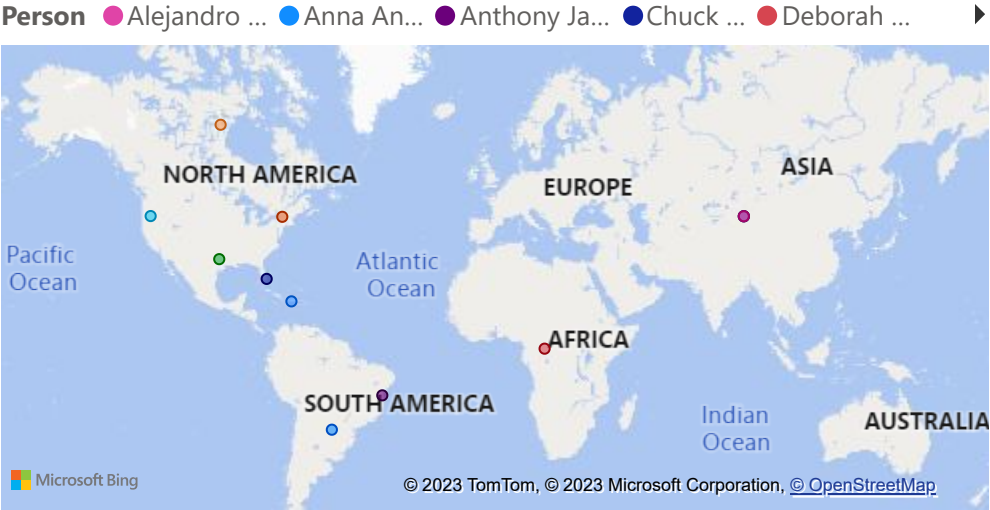 Person Alejandro ... Anna An... Anthony Ja... Chuck ... Deborah ...
NORTH AMERICA
EUROPE
ASIA
Pacific
Ocean
Atlantic
Ocean
AFRICA
SOUTH AMERICA
Indian
Ocean
AUSTRALIA
Microsoft Bing
© 2023 TomTom, © 2023 Microsoft Corporation, © OpenStreetMap